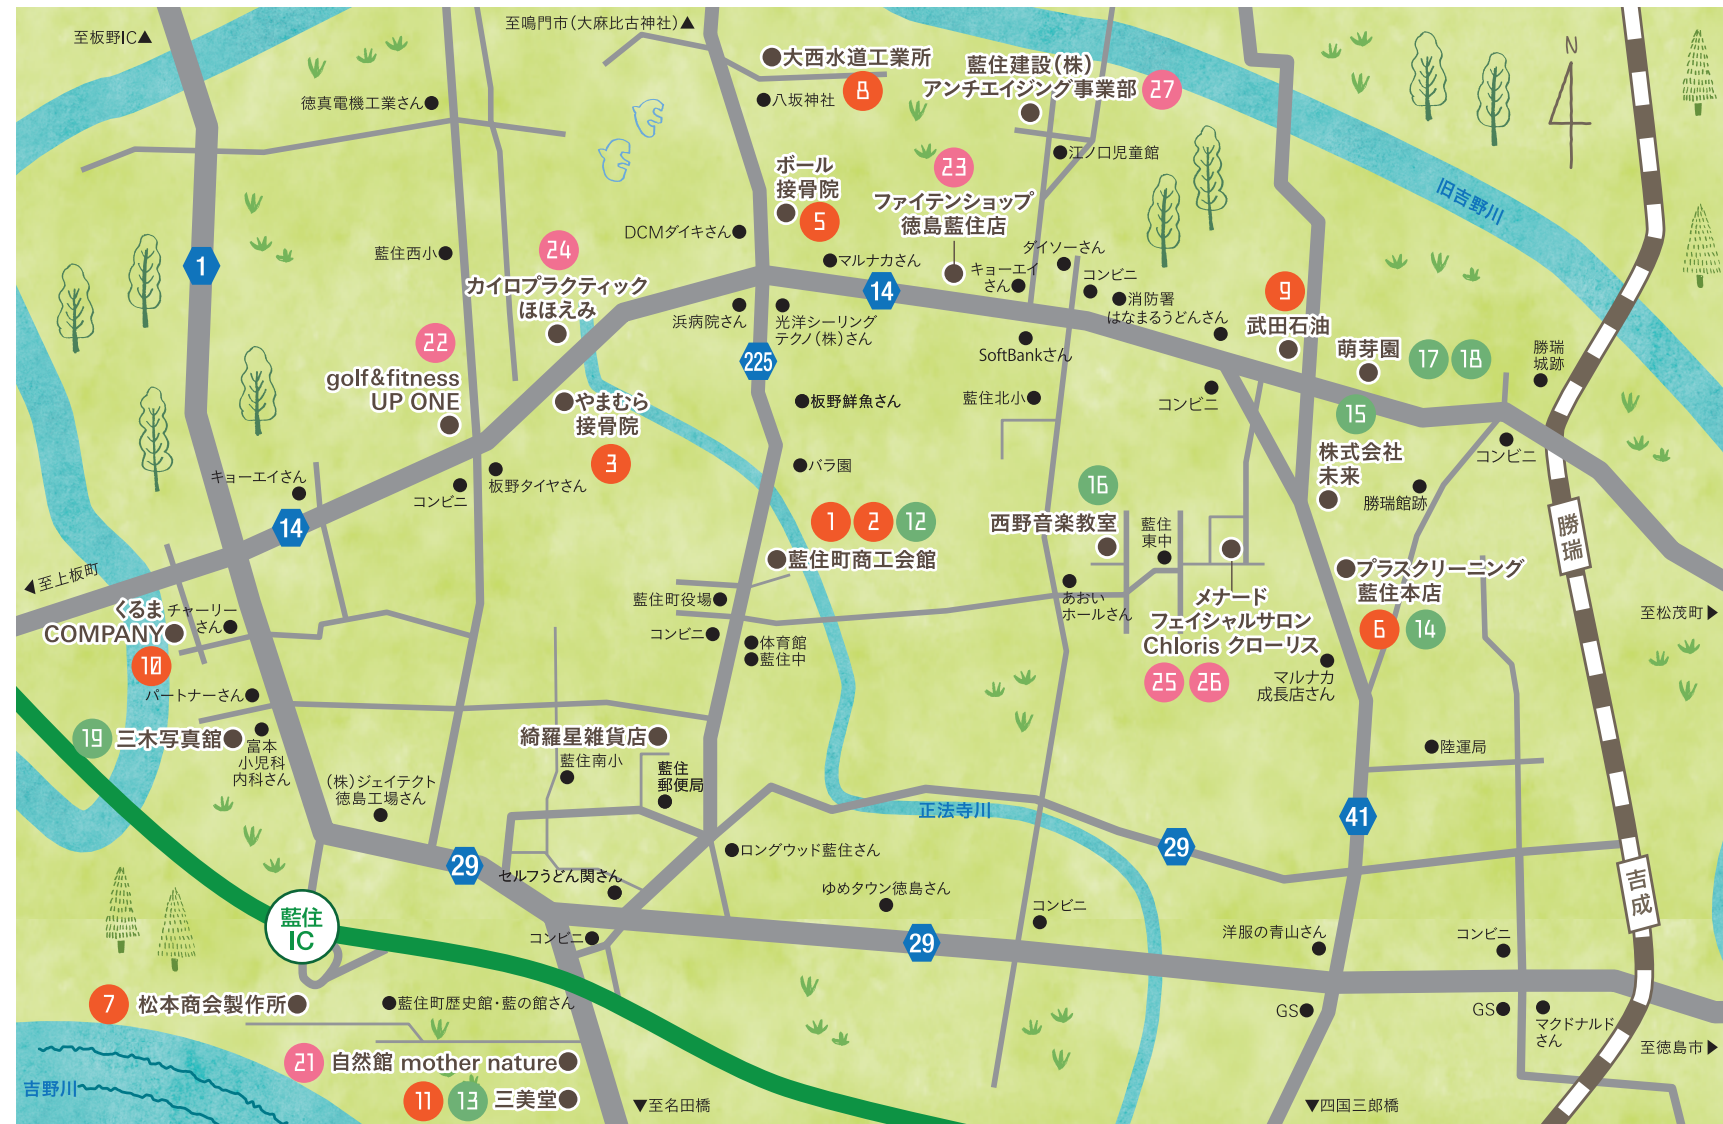 至板野IC▲
至鳴門市(大麻比古神社)▲
徳真電機工業さん
大西水道工業所
8
八坂神社
藍住建設(株)
アンチエイジング事業部
27
江ノ口児童館
N
旧吉野川
ボール
接骨院
5
23
ファイテンショップ
徳島藍住店
DCMダイキさん
マルナカさん
キョーエイ
さん
ダイソーさん
コンビニ
消防署
はなまるうどんさん
1
藍住西小
24
カイロプラクティック
ほほえみ
14
浜病院さん
光洋シーリング
テクノ(株)さん
225
SoftBankさん
9
武田石油
萌芽園
17
18
勝瑞
城跡
22
golf&fitness
UP ONE
やまむら
接骨院
3
板野鮮魚さん
藍住北小
コンビニ
15
株式会社
未来
コンビニ
勝瑞館跡
キョーエイさん
コンビニ
板野タイヤさん
バラ園
14
1
2
12
藍住町商工会館
16
西野音楽教室
藍住
東中
勝瑞
プラスクリーニング
藍住本店
6
14
◀至上板町
くるま
COMPANY
10
チャーリー
さん
藍住町役場
コンビニ
体育館
藍住中
あおい
ホールさん
メナード
フェイシャルサロン
Chloris クローリス
25
26
マルナカ
成長店さん
至松茂町▶
パートナーさん
19
三木写真舘
富本
小児科
内科さん
(株)ジェイテクト
徳島工場さん
綺羅星雑貨店
藍住南小
藍住
郵便局
陸運局
正法寺川
41
29
29
ロングウッド藍住さん
セルフうどん関さん
ゆめタウン徳島さん
コンビニ
吉成
藍住
IC
コンビニ
29
洋服の青山さん
コンビニ
7
松本商会製作所
藍住町歴史館・藍の館さん
GS
GS
マクドナルド
さん
21
自然館 mother nature
至徳島市▶
吉野川
11
13
三美堂
▼至名田橋
▼四国三郎橋